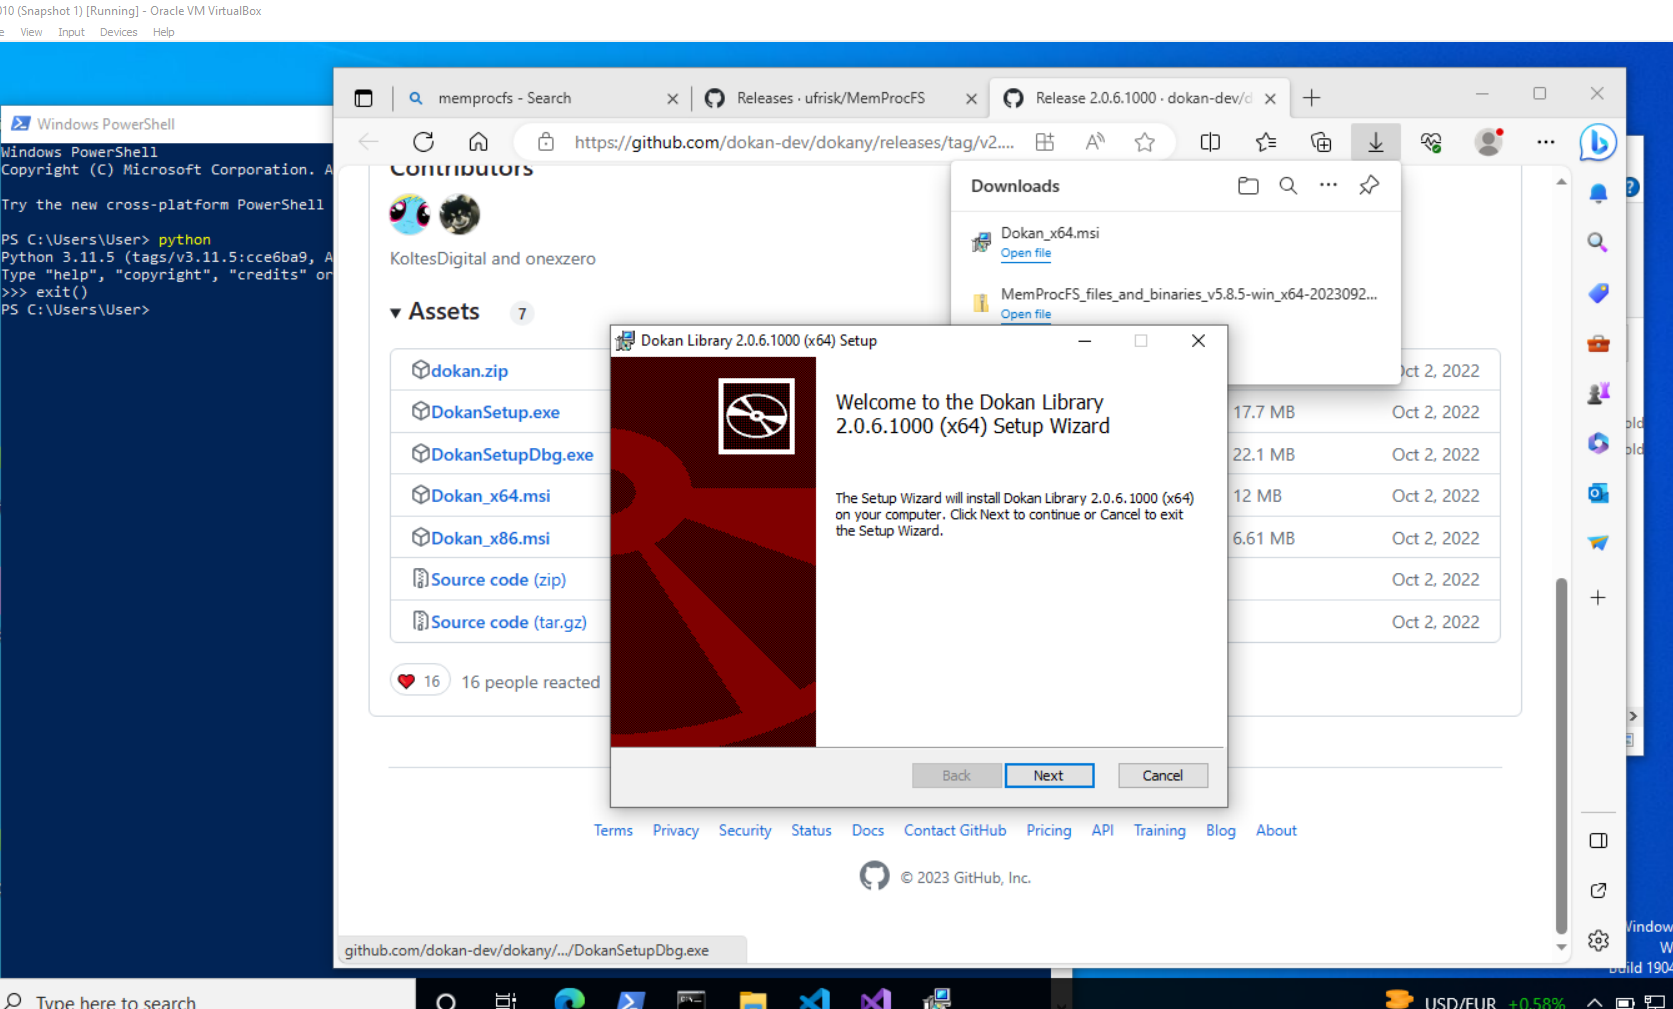 010 (Snapshot 1) [Running] - Oracle VM VirtualBox
View Input Devices Help
Windows PowerShell
Windows PowerShell
Copyright (C) Microsoft Corporation. A
Try the new cross-platform PowerShell
PS C:\Users\User> python
Python 3.11.5 (tags/v3.11.5:cce6ba9, A
Type "help", "copyright", "credits" or
>>> exit()
PS C:\Users\User>
memprocfs - Search
Releases · ufrisk/MemProcFS
Release 2.0.6.1000 · dokan-dev/d
https://github.com/dokan-dev/dokany/releases/tag/v2....
Contributors
KoltesDigital and onexzero
Assets 7
dokan.zip Oct 2, 2022
DokanSetup.exe 17.7 MB Oct 2, 2022
DokanSetupDbg.exe 22.1 MB Oct 2, 2022
Dokan_x64.msi 12 MB Oct 2, 2022
Dokan_x86.msi 6.61 MB Oct 2, 2022
Source code (zip) Oct 2, 2022
Source code (tar.gz) Oct 2, 2022
16 16 people reacted
Downloads
Dokan_x64.msi
Open file
MemProcFS_files_and_binaries_v5.8.5-win_x64-2023092...
Open file
Dokan Library 2.0.6.1000 (x64) Setup
Welcome to the Dokan Library
2.0.6.1000 (x64) Setup Wizard
The Setup Wizard will install Dokan Library 2.0.6.1000 (x64)
on your computer. Click Next to continue or Cancel to exit
the Setup Wizard.
Back Next Cancel
Terms Privacy Security Status Docs Contact GitHub Pricing API Training Blog About
© 2023 GitHub, Inc.
github.com/dokan-dev/dokany/.../DokanSetupDbg.exe
Window
W
Build 1904
Type here to search
USD/EUR +0.58%